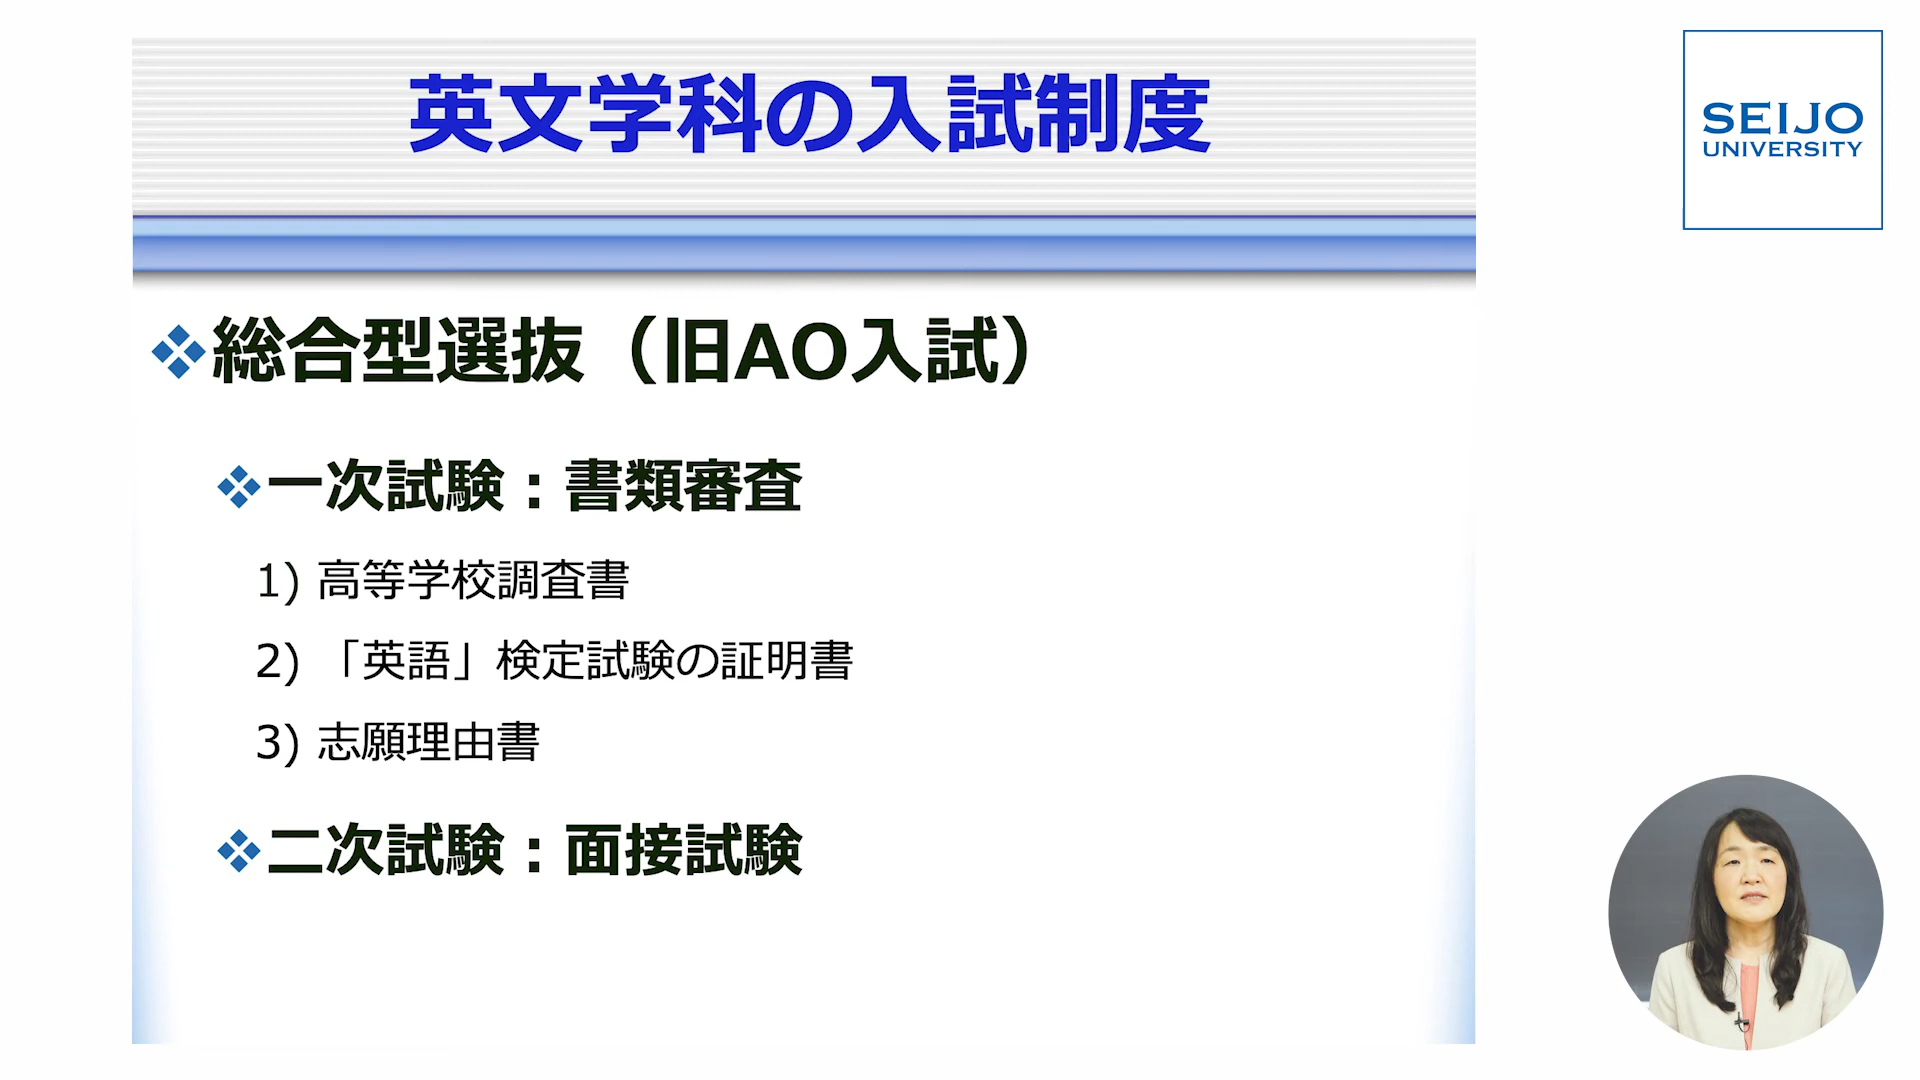 英文学科の入試制度
SEIJO
UNIVERSITY
総合型選抜（旧AO入試）
一次試験：書類審査
1) 高等学校調査書
2) 「英語」検定試験の証明書
3) 志願理由書
二次試験：面接試験